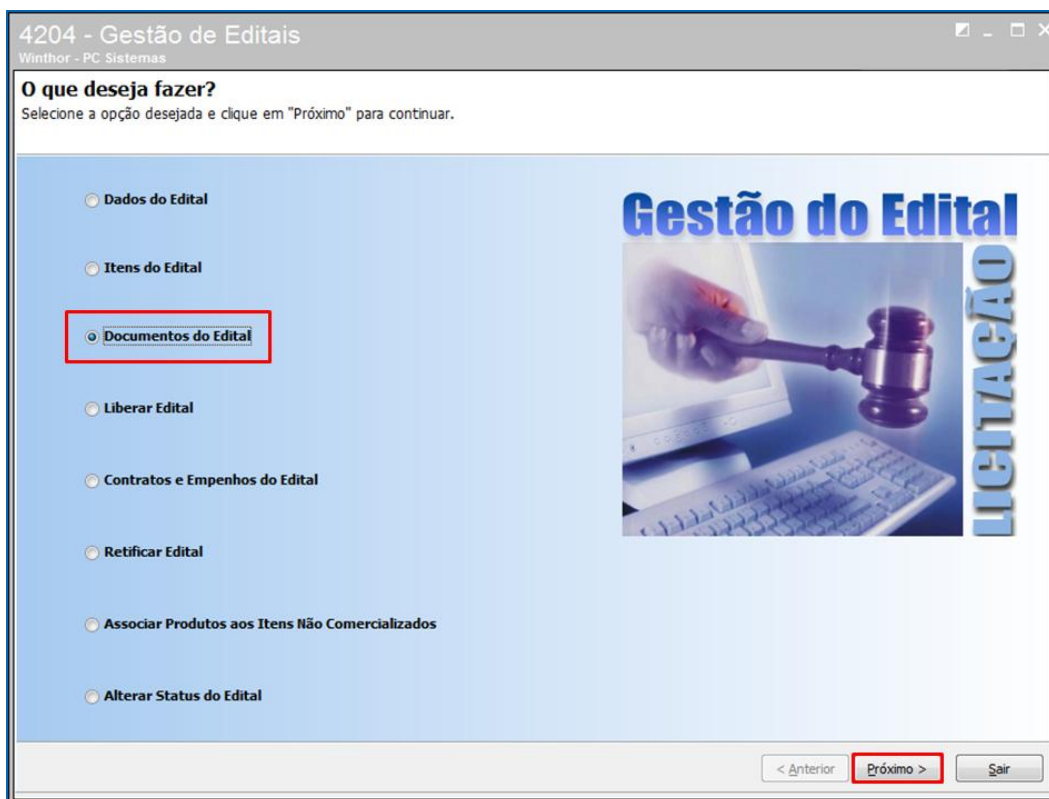 4204 - Gestão de Editais
Winthor - PC Sistemas
O que deseja fazer?
Selecione a opção desejada e clique em "Próximo" para continuar.
Dados do Edital
Itens do Edital
Documentos do Edital
Liberar Edital
Contratos e Empenhos do Edital
Retificar Edital
Associar Produtos aos Itens Não Comercializados
Alterar Status do Edital
Gestão do Edital
LICITAÇÃO
< Anterior
Próximo >
Sair